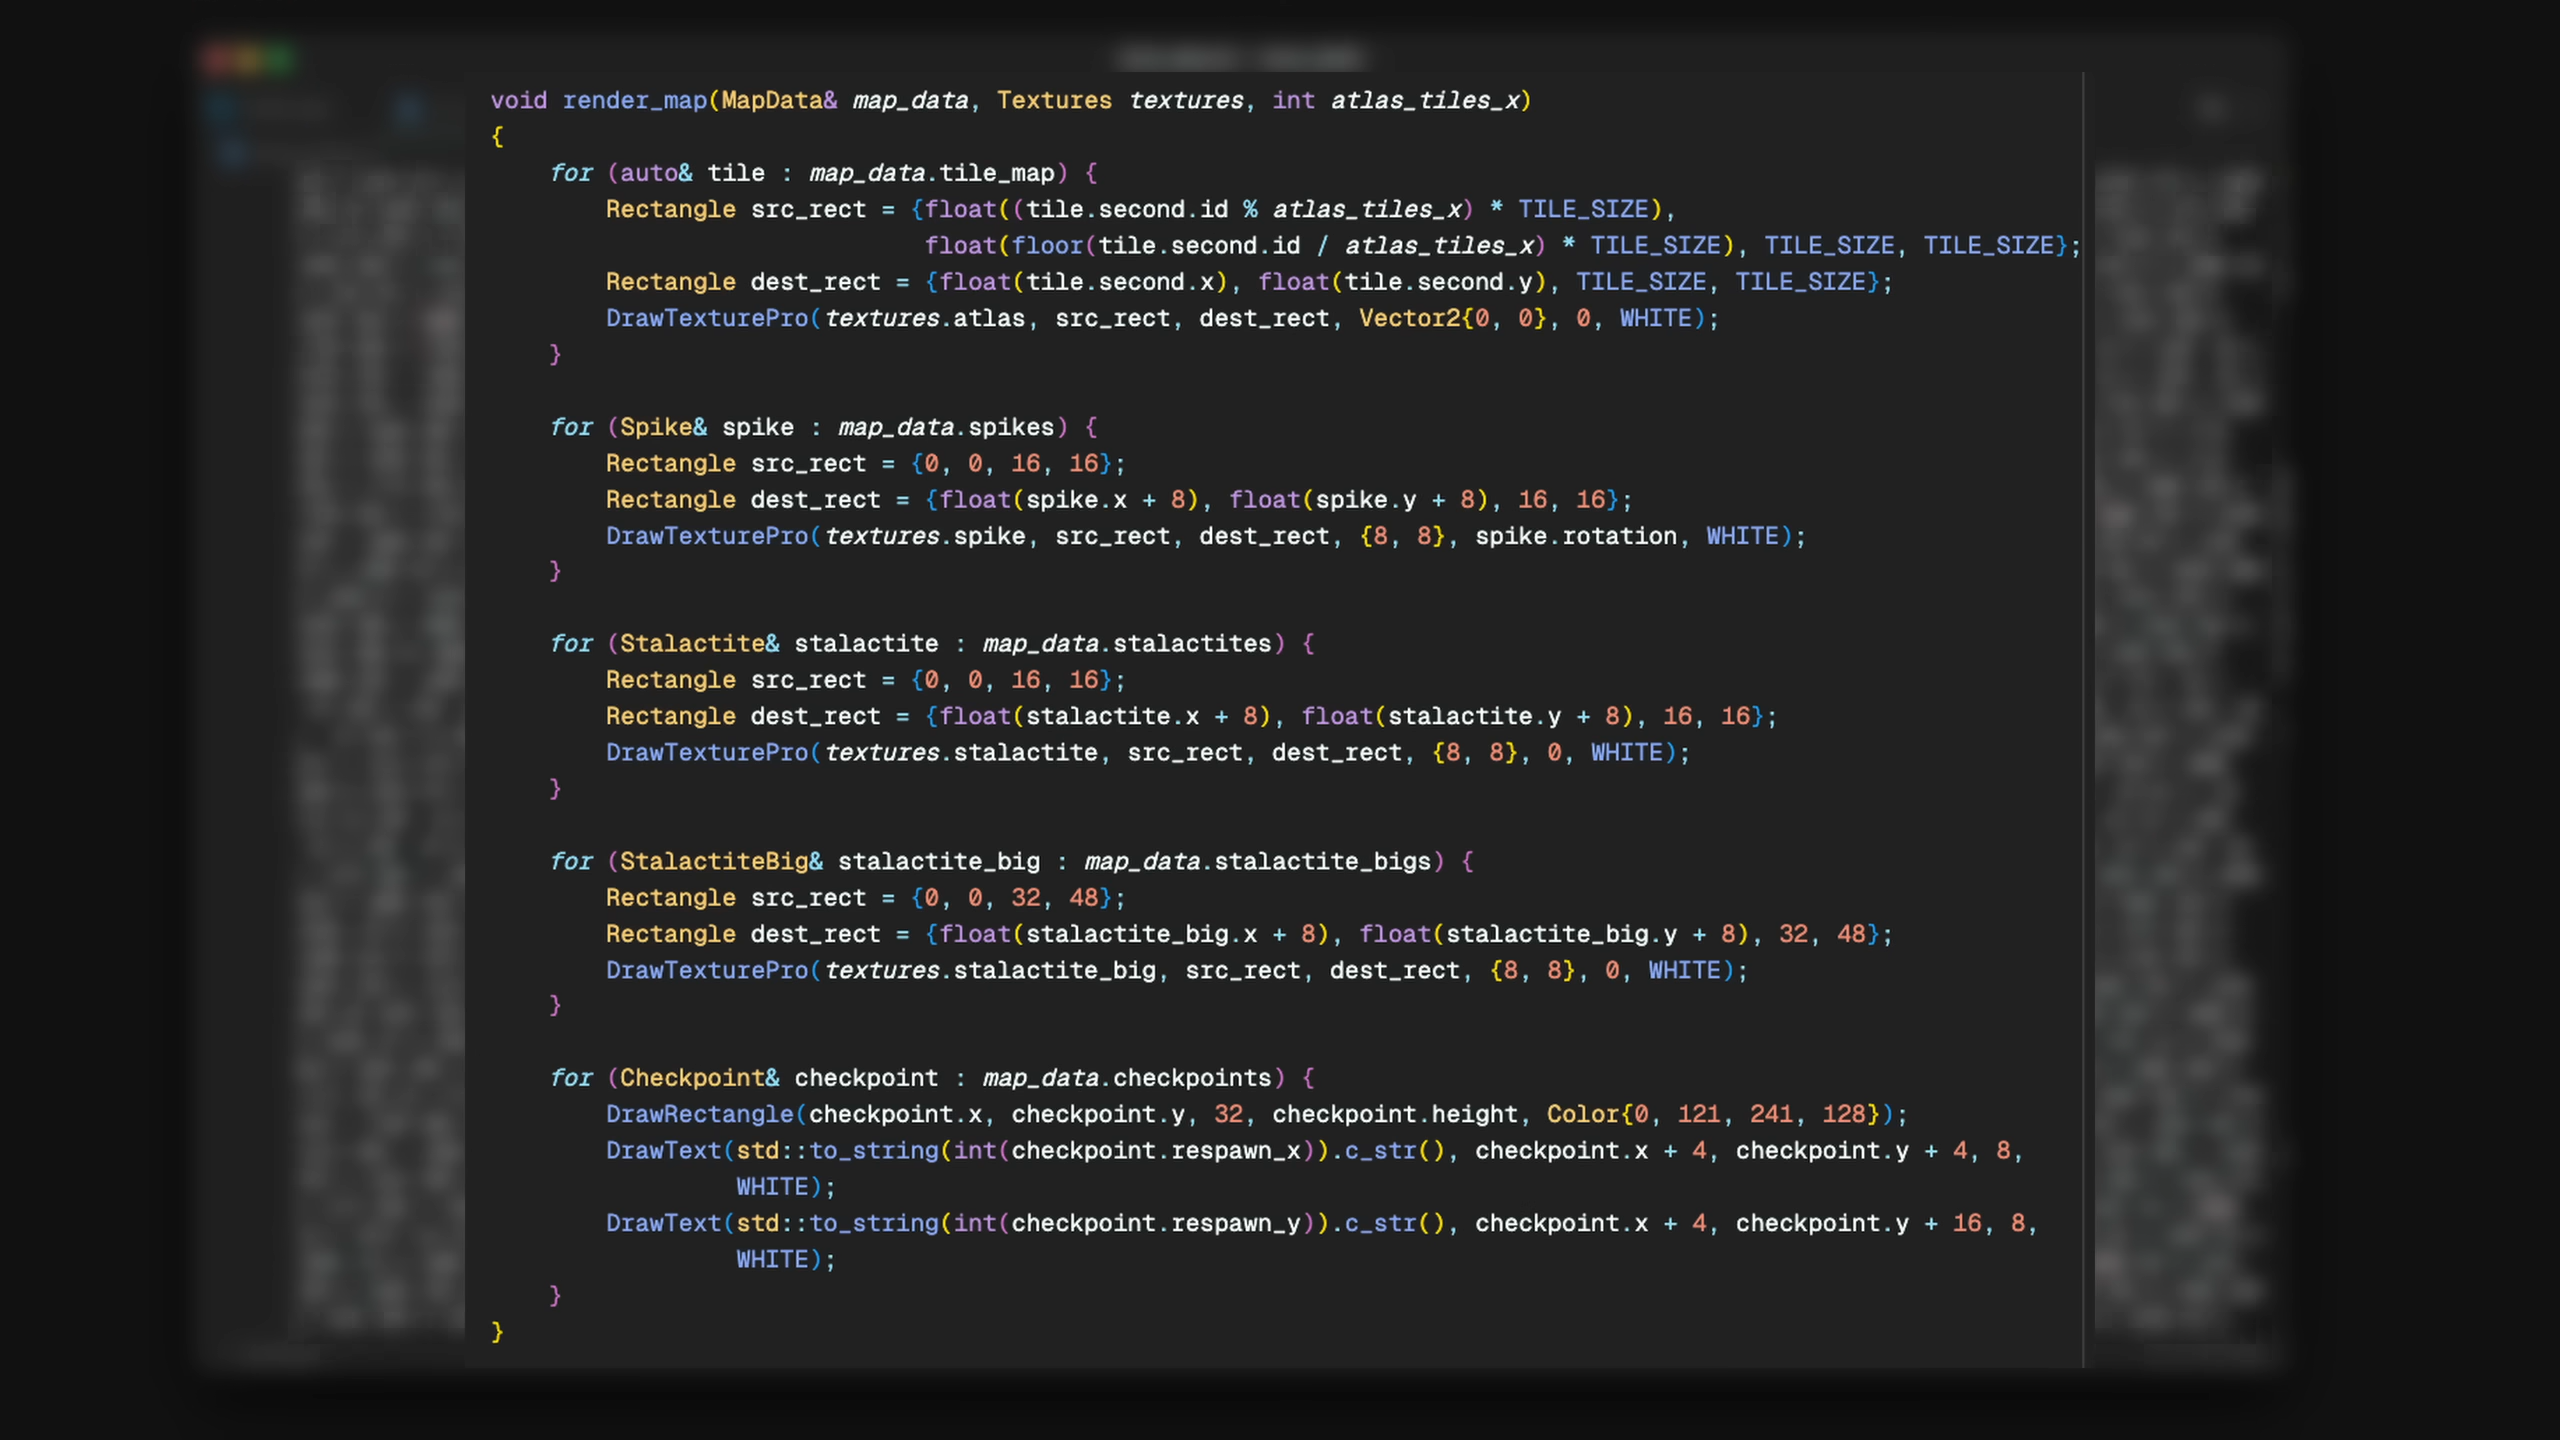 void render_map(MapData& map_data, Textures textures, int atlas_tiles_x)
{
    for (auto& tile : map_data.tile_map) {
        Rectangle src_rect = {float((tile.second.id % atlas_tiles_x) * TILE_SIZE),
                              float(floor(tile.second.id / atlas_tiles_x) * TILE_SIZE), TILE_SIZE, TILE_SIZE};
        Rectangle dest_rect = {float(tile.second.x), float(tile.second.y), TILE_SIZE, TILE_SIZE};
        DrawTexturePro(textures.atlas, src_rect, dest_rect, Vector2{0, 0}, 0, WHITE);
    }

    for (Spike& spike : map_data.spikes) {
        Rectangle src_rect = {0, 0, 16, 16};
        Rectangle dest_rect = {float(spike.x + 8), float(spike.y + 8), 16, 16};
        DrawTexturePro(textures.spike, src_rect, dest_rect, {8, 8}, spike.rotation, WHITE);
    }

    for (Stalactite& stalactite : map_data.stalactites) {
        Rectangle src_rect = {0, 0, 16, 16};
        Rectangle dest_rect = {float(stalactite.x + 8), float(stalactite.y + 8), 16, 16};
        DrawTexturePro(textures.stalactite, src_rect, dest_rect, {8, 8}, 0, WHITE);
    }

    for (StalactiteBig& stalactite_big : map_data.stalactite_bigs) {
        Rectangle src_rect = {0, 0, 32, 48};
        Rectangle dest_rect = {float(stalactite_big.x + 8), float(stalactite_big.y + 8), 32, 48};
        DrawTexturePro(textures.stalactite_big, src_rect, dest_rect, {8, 8}, 0, WHITE);
    }

    for (Checkpoint& checkpoint : map_data.checkpoints) {
        DrawRectangle(checkpoint.x, checkpoint.y, 32, checkpoint.height, Color{0, 121, 241, 128});
        DrawText(std::to_string(int(checkpoint.respawn_x)).c_str(), checkpoint.x + 4, checkpoint.y + 4, 8,
                 WHITE);
        DrawText(std::to_string(int(checkpoint.respawn_y)).c_str(), checkpoint.x + 4, checkpoint.y + 16, 8,
                 WHITE);
    }
}